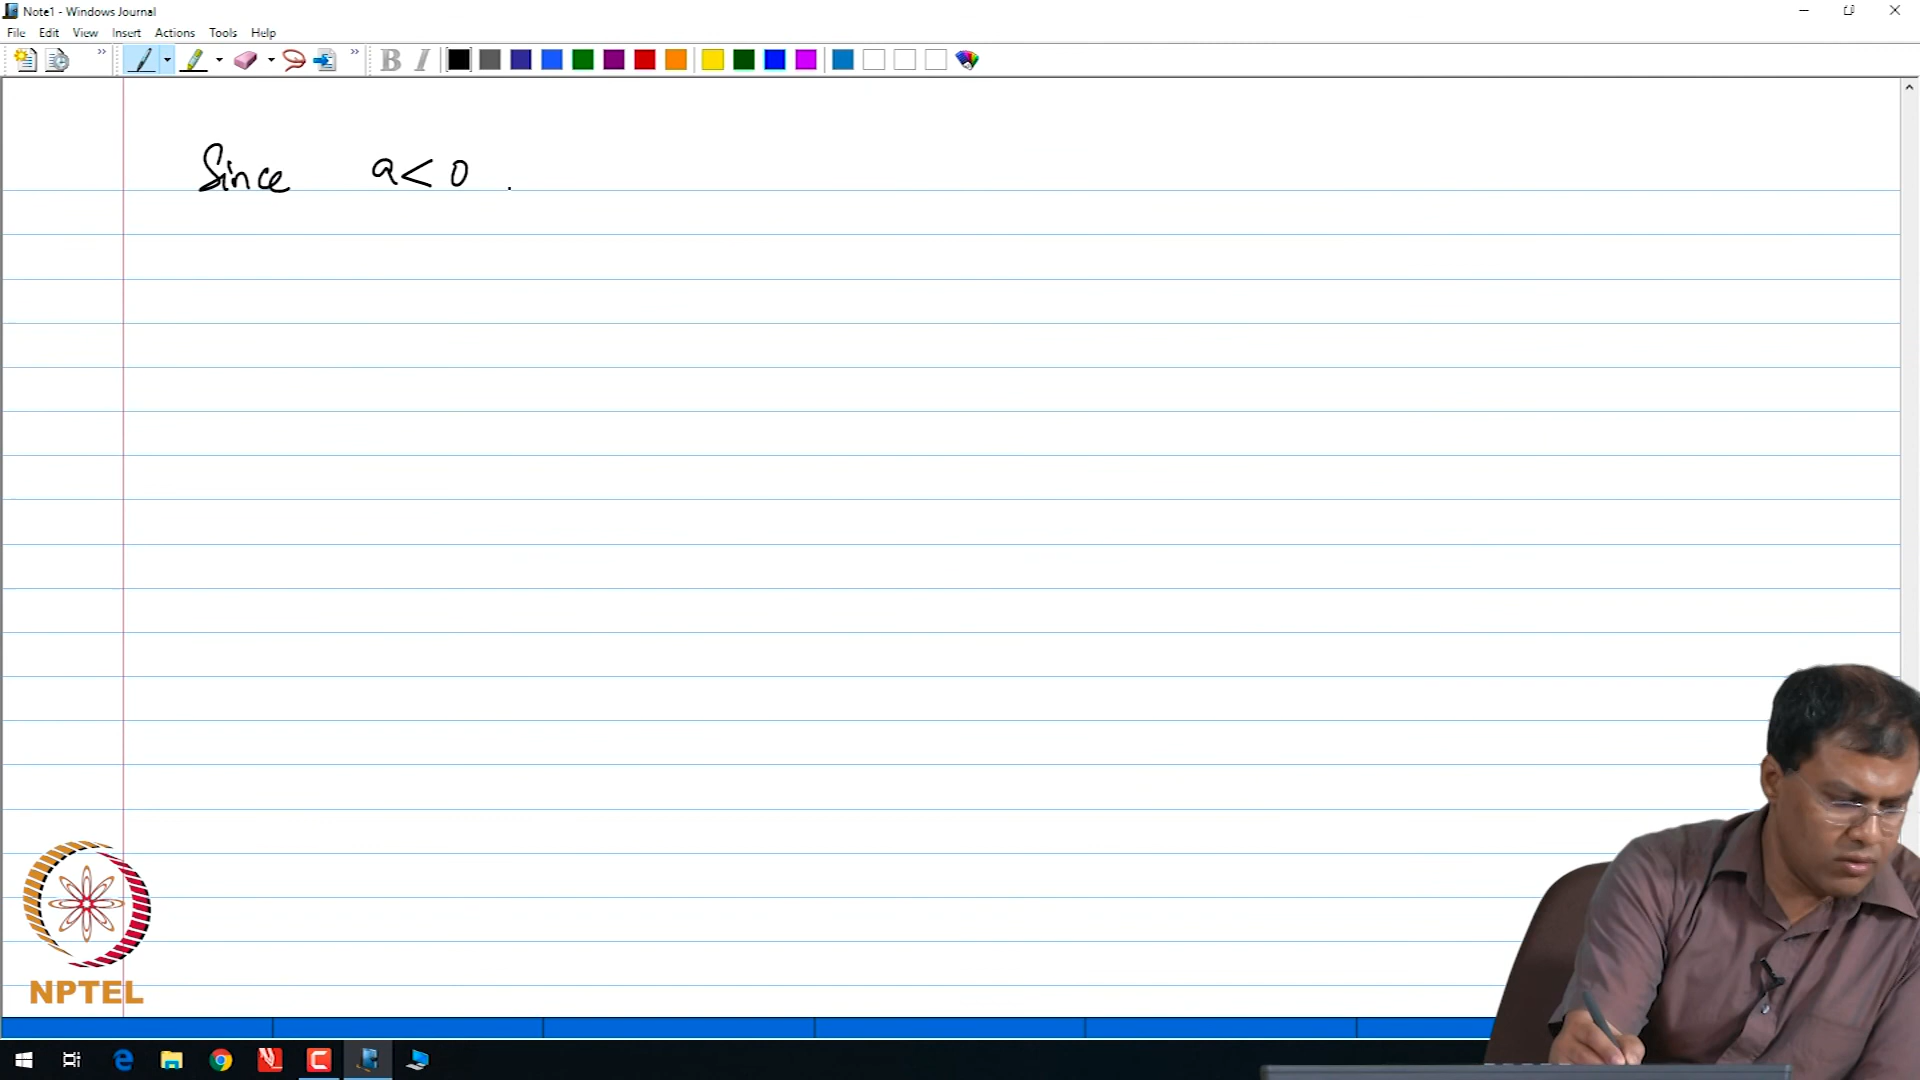 Note1 - Windows Journal
File Edit View Insert Actions Tools Help
B I
Since a < 0 .
NPTEL